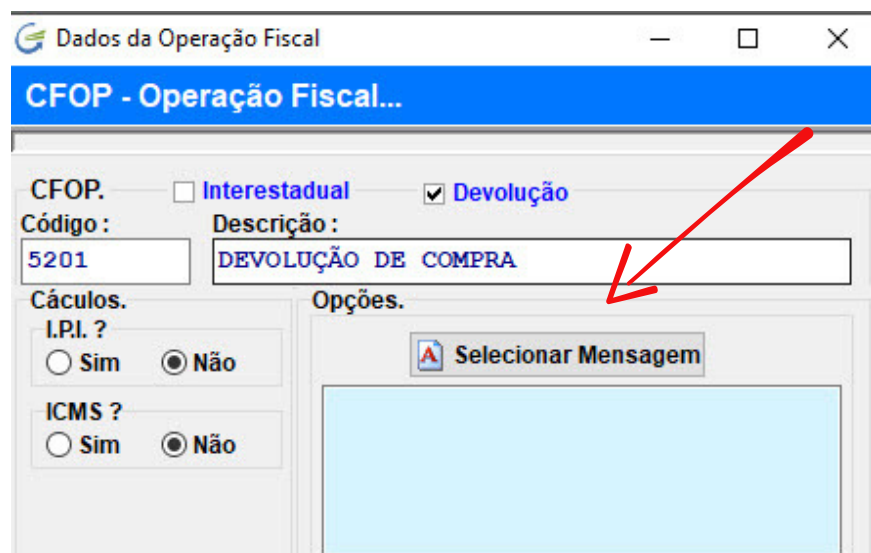 Dados da Operação Fiscal
CFOP - Operação Fiscal...
CFOP. Interestadual Devolução
Código : Descrição :
5201 DEVOLUÇÃO DE COMPRA
Cáculos. Opções.
I.P.I. ?
Sim Não
Selecionar Mensagem
ICMS ?
Sim Não